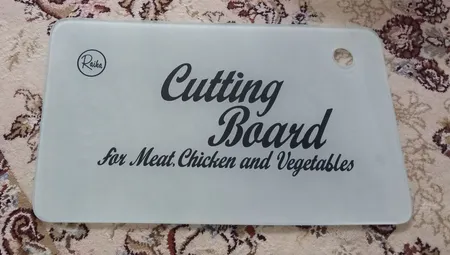 Raika
Cutting
Board
for Meat, Chicken and Vegetables